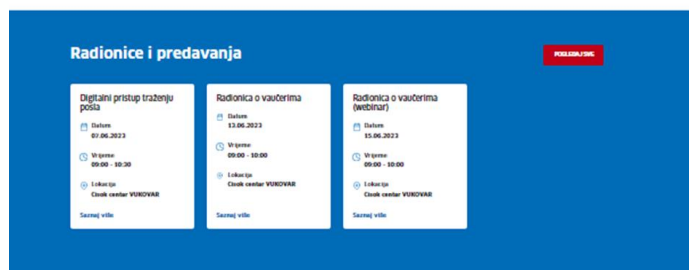 Radionice i predavanja
POGLEDAJ SVE
Digitalni pristup traženju
posla
Datum
07.06.2023
Vrijeme
09:00 - 10:30
Lokacija
Cisok centar VUKOVAR
Saznaj više
Radionica o vaučerima
Datum
13.06.2023
Vrijeme
09:00 - 10:00
Lokacija
Cisok centar VUKOVAR
Saznaj više
Radionica o vaučerima
(webinar)
Datum
15.06.2023
Vrijeme
09:00 - 10:00
Lokacija
Cisok centar VUKOVAR
Saznaj više